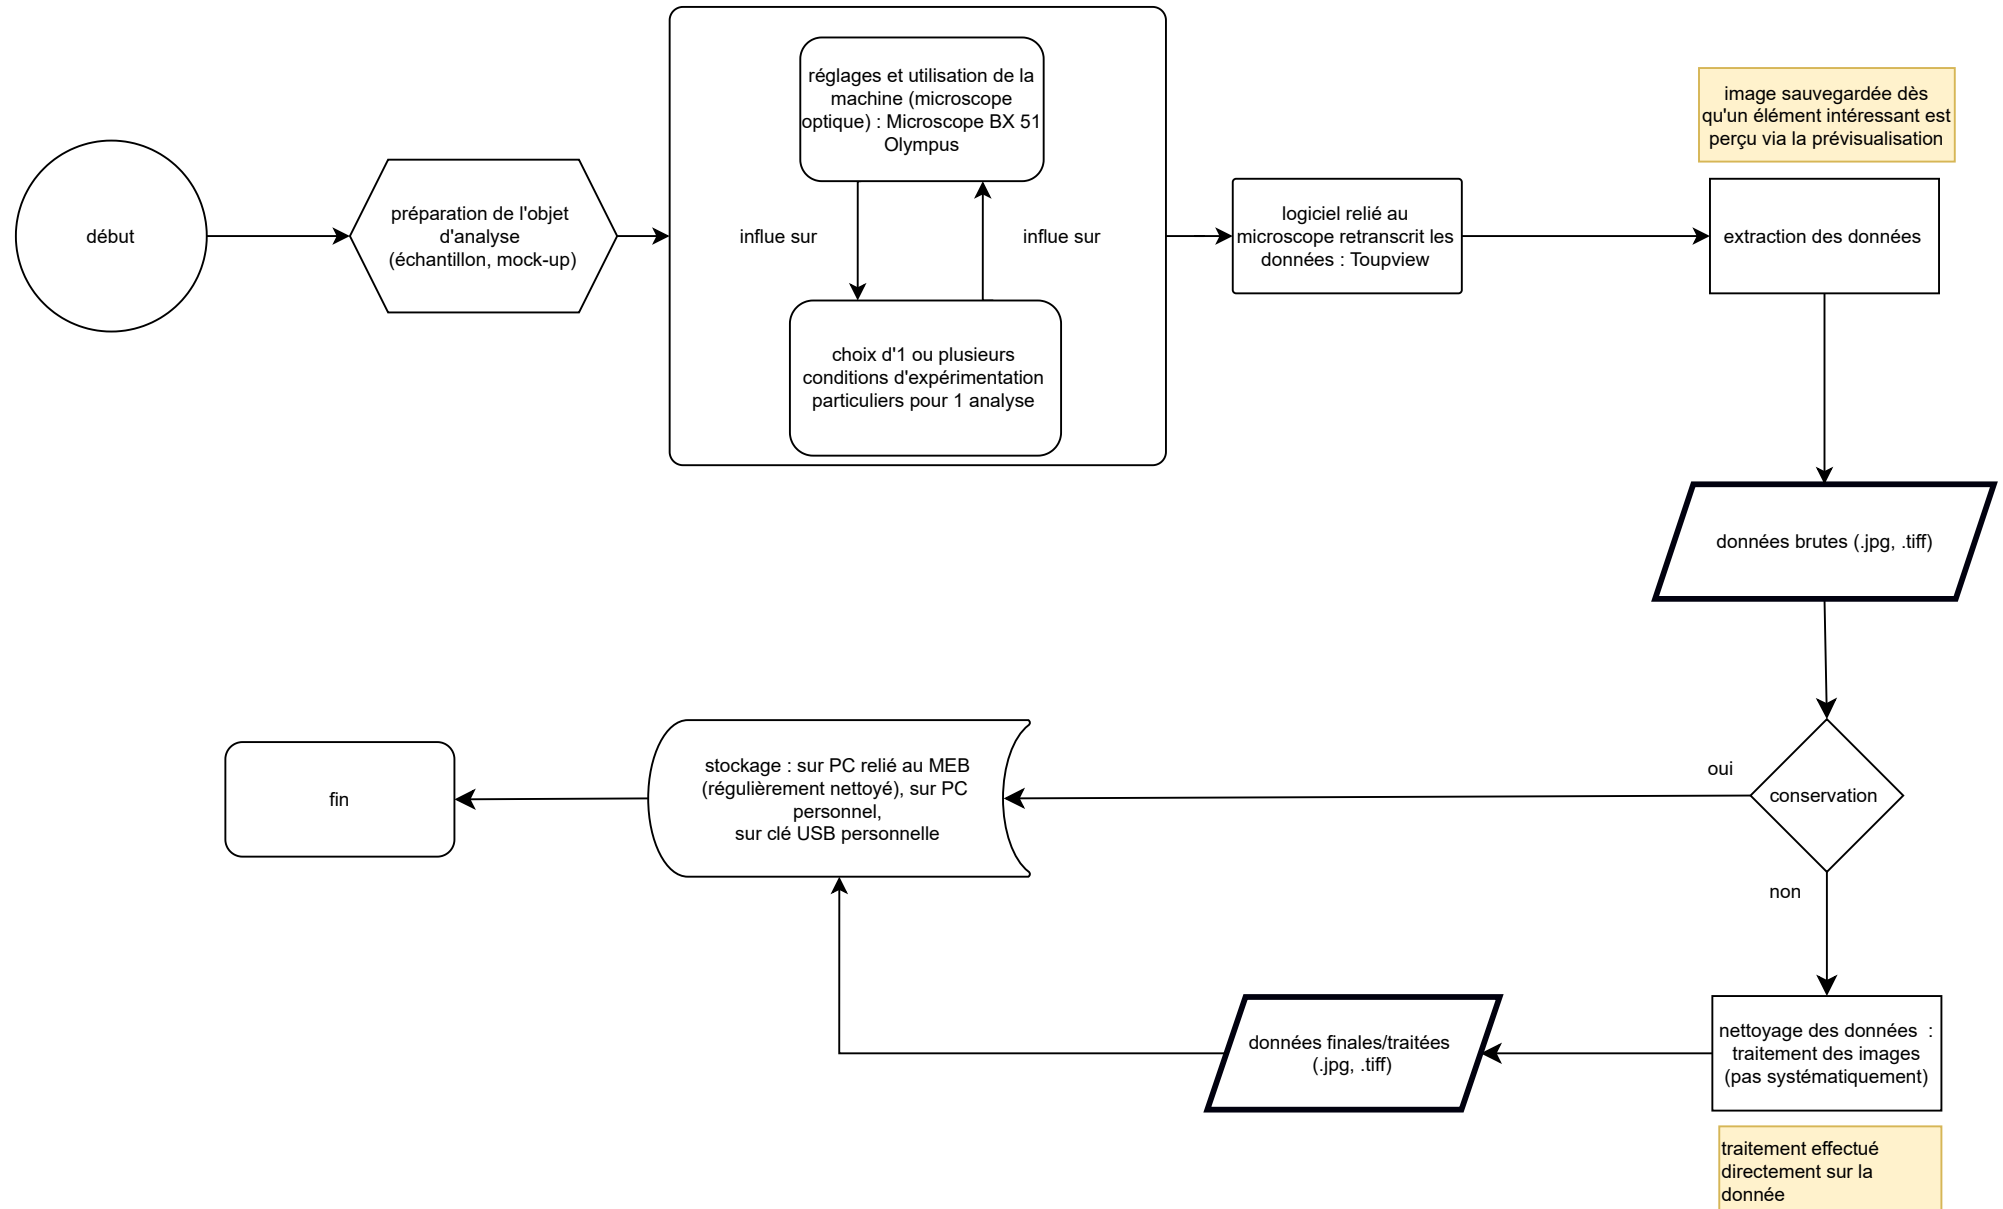 début
préparation de l'objet
d'analyse
(échantillon, mock-up)
réglages et utilisation de la
machine (microscope
optique) : Microscope BX 51
Olympus
influe sur
influe sur
choix d'1 ou plusieurs
conditions d'expérimentation
particuliers pour 1 analyse
logiciel relié au
microscope retranscrit les
données : Toupview
image sauvegardée dès
qu'un élément intéressant est
perçu via la prévisualisation
extraction des données
données brutes (.jpg, .tiff)
conservation
oui
non
stockage : sur PC relié au MEB
(régulièrement nettoyé), sur PC
personnel,
sur clé USB personnelle
fin
nettoyage des données  :
traitement des images
(pas systématiquement)
données finales/traitées
(.jpg, .tiff)
traitement effectué
directement sur la
donnée